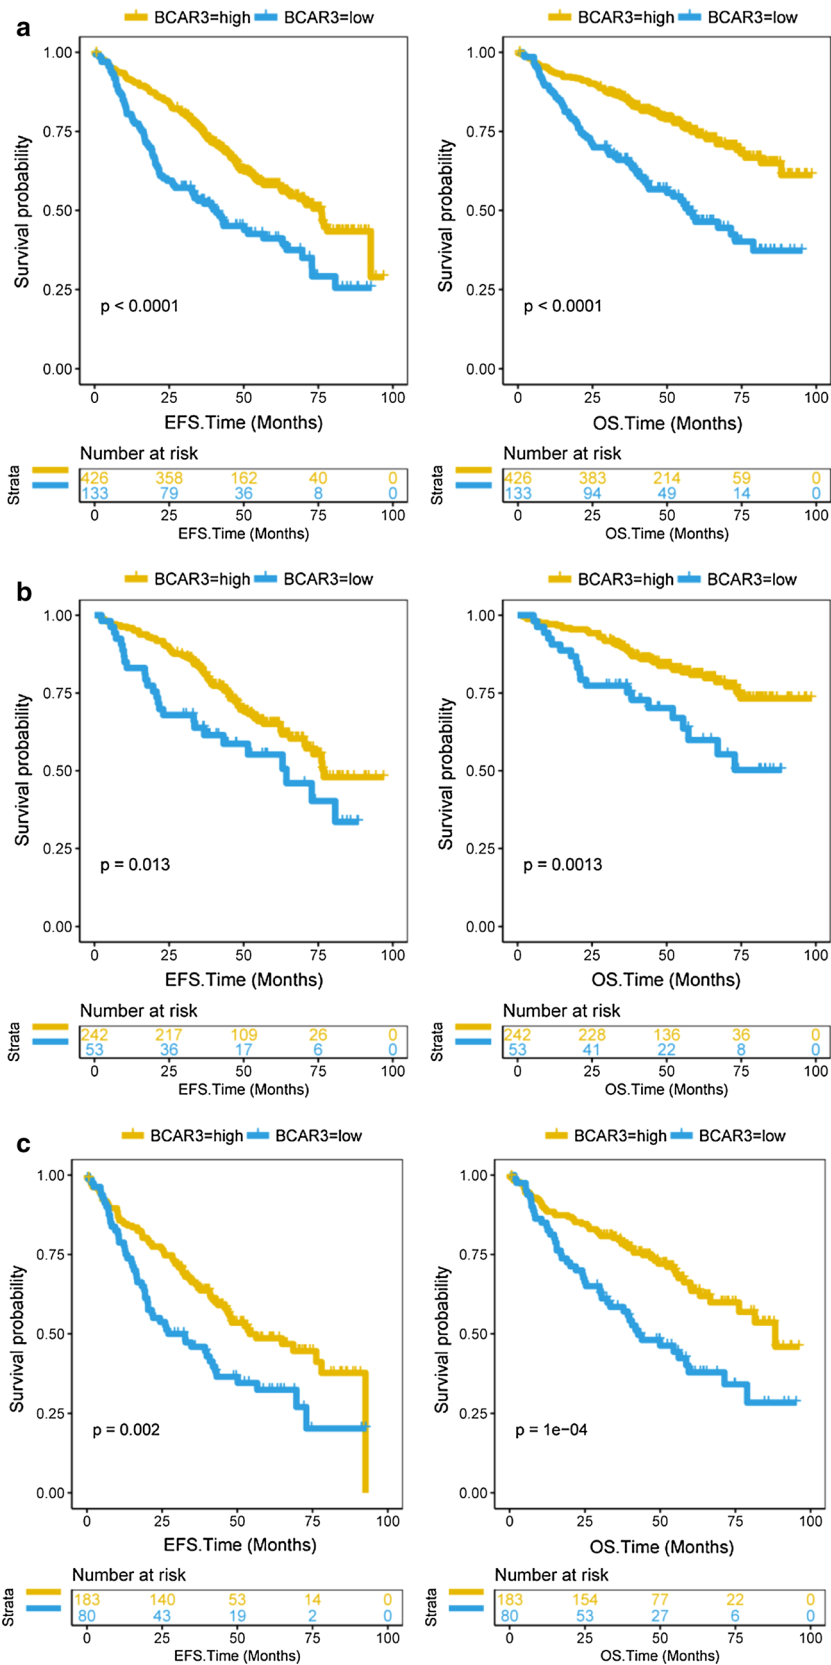 a
BCAR3=high BCAR3=low
Survival probability
1.00
0.75
0.50
0.25
0.00
p < 0.0001
0 25 50 75 100
EFS.Time (Months)
Number at risk
Strata
426 358 162 40 0
133 79 36 8 0
0 25 50 75 100
EFS.Time (Months)
BCAR3=high BCAR3=low
Survival probability
1.00
0.75
0.50
0.25
0.00
p < 0.0001
0 25 50 75 100
OS.Time (Months)
Number at risk
Strata
426 383 214 59 0
133 94 49 14 0
0 25 50 75 100
OS.Time (Months)
b
BCAR3=high BCAR3=low
Survival probability
1.00
0.75
0.50
0.25
0.00
p = 0.013
0 25 50 75 100
EFS.Time (Months)
Number at risk
Strata
242 217 109 26 0
53 36 17 6 0
0 25 50 75 100
EFS.Time (Months)
BCAR3=high BCAR3=low
Survival probability
1.00
0.75
0.50
0.25
0.00
p = 0.0013
0 25 50 75 100
OS.Time (Months)
Number at risk
Strata
242 228 136 36 0
53 41 22 8 0
0 25 50 75 100
OS.Time (Months)
c
BCAR3=high BCAR3=low
Survival probability
1.00
0.75
0.50
0.25
0.00
p = 0.002
0 25 50 75 100
EFS.Time (Months)
Number at risk
Strata
183 140 53 14 0
80 43 19 2 0
0 25 50 75 100
EFS.Time (Months)
BCAR3=high BCAR3=low
Survival probability
1.00
0.75
0.50
0.25
0.00
p = 1e−04
0 25 50 75 100
OS.Time (Months)
Number at risk
Strata
183 154 77 22 0
80 53 27 6 0
0 25 50 75 100
OS.Time (Months)